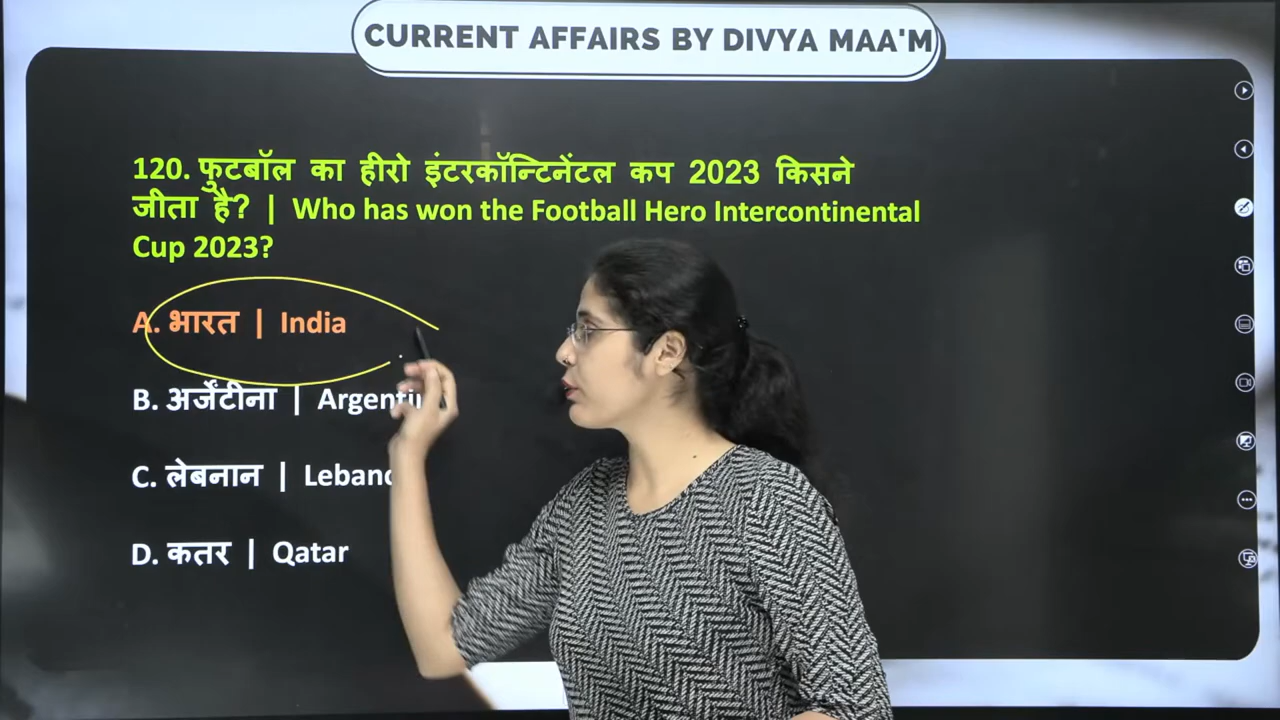 CURRENT AFFAIRS BY DIVYA MAA'M
120. फुटबॉल का हीरो इंटरकॉन्टिनेंटल कप 2023 किसने
जीता है? | Who has won the Football Hero Intercontinental
Cup 2023?
A. भारत | India
B. अर्जेंटीना |
C. लेबनान |
D. कतर | Qatar